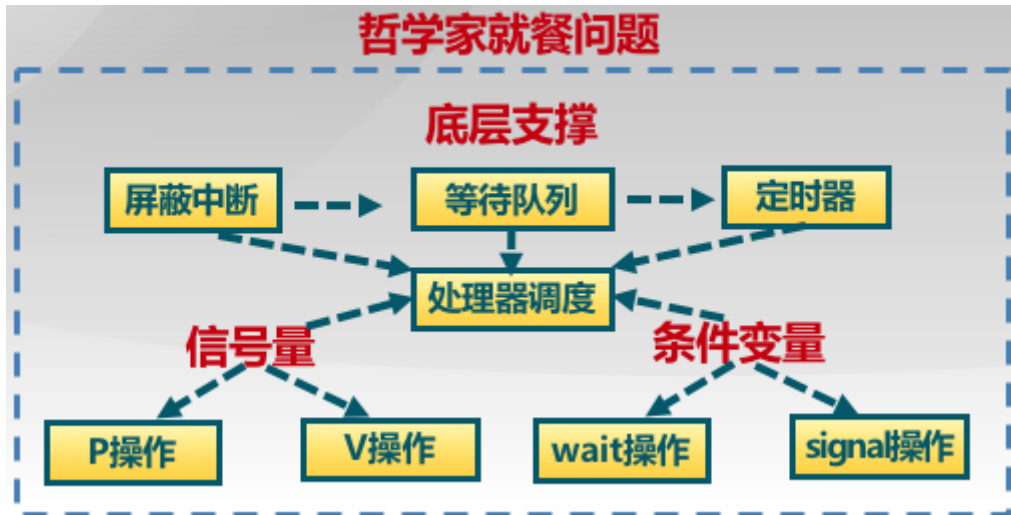 哲学家就餐问题
底层支撑
屏蔽中断
等待队列
定时器
处理器调度
信号量
条件变量
P操作
V操作
wait操作
signal操作